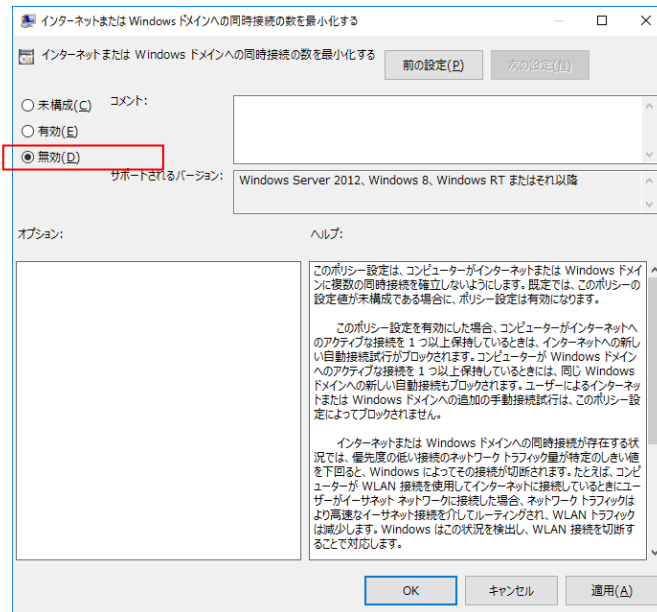 インターネットまたは Windows ドメインへの同時接続の数を最小化する
インターネットまたは Windows ドメインへの同時接続の数を最小化する
前の設定(P)
次の設定(N)
未構成(C)
コメント:
有効(E)
無効(D)
サポートされるバージョン:
Windows Server 2012、Windows 8、Windows RT またはそれ以降
オプション:
ヘルプ:
このポリシー設定は、コンピューターがインターネットまたは Windows ドメイ
ンに複数の同時接続を確立しないようにします。既定では、このポリシーの
設定値が未構成である場合に、ポリシー設定は有効になります。
このポリシー設定を有効にした場合、コンピューターがインターネットへ
のアクティブな接続を 1 つ以上保持しているときは、インターネットへの新し
い自動接続試行がブロックされます。コンピューターが Windows ドメイン
へのアクティブな接続を 1 つ以上保持しているときには、同じ Windows
ドメインへの新しい自動接続もブロックされます。ユーザーによるインターネッ
トまたは Windows ドメインへの追加の手動接続試行は、このポリシー設
定によってブロックされません。
インターネットまたは Windows ドメインへの同時接続が存在する状
況では、優先度の低い接続のネットワーク トラフィック量が特定のしきい値
を下回ると、Windows によってその接続が切断されます。たとえば、コンピ
ューターが WLAN 接続を使用してインターネットに接続しているときにユー
ザーがイーサネット ネットワークに接続した場合、ネットワーク トラフィックは
より高速なイーサネット接続を介してルーティングされ、WLAN トラフィック
は減少します。Windows はこの状況を検出し、WLAN 接続を切断す
ることで対応します。
OK
キャンセル
適用(A)